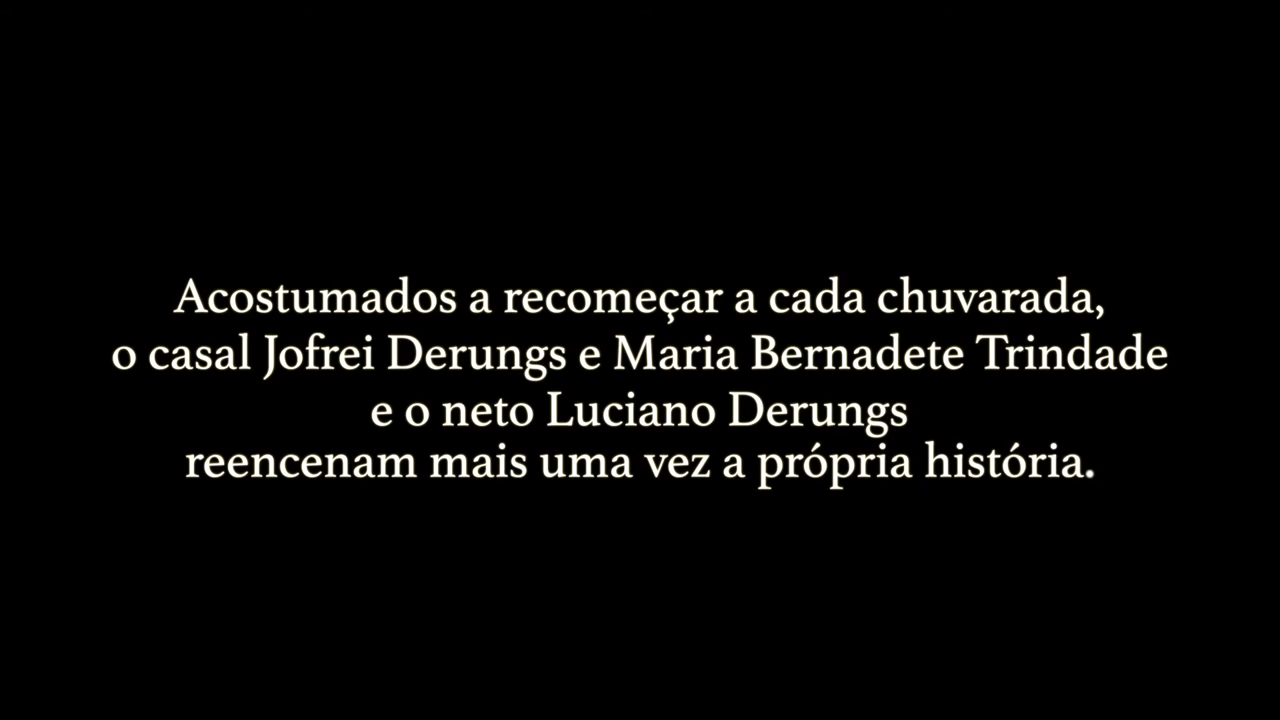 Acostumados a recomeçar a cada chuvarada,
o casal Jofrei Derungs e Maria Bernadete Trindade
e o neto Luciano Derungs
reencenam mais uma vez a própria história.